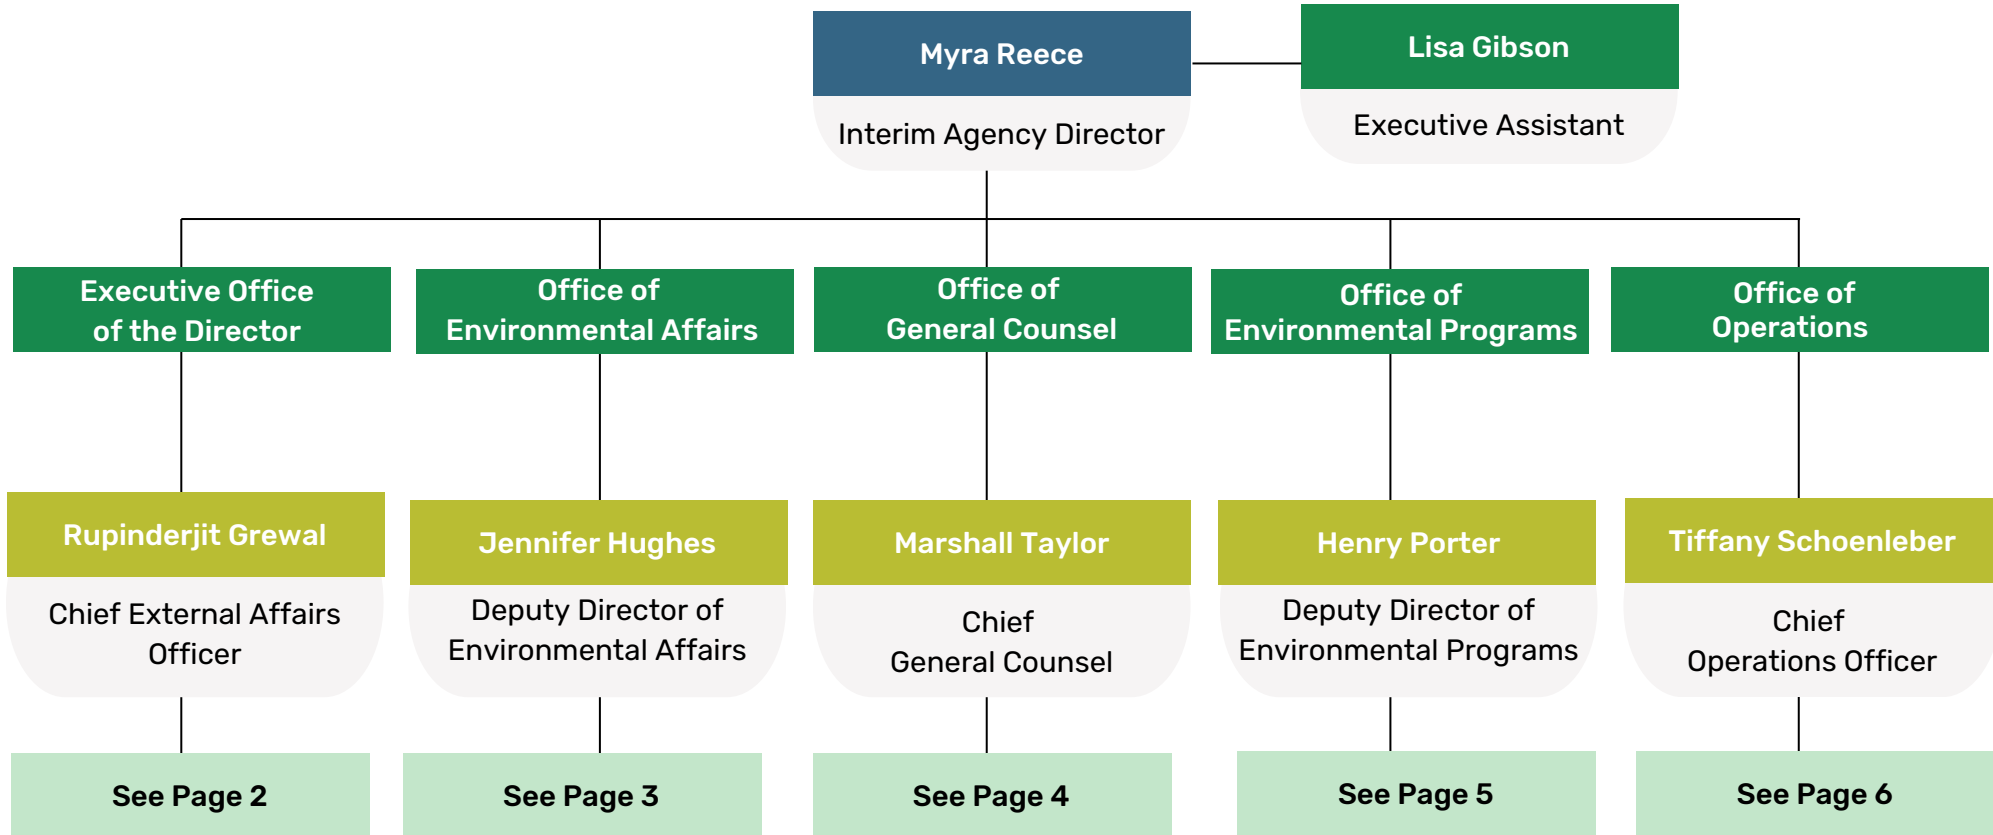 Myra Reece
Interim Agency Director
Lisa Gibson
Executive Assistant
Executive Office
of the Director
Office of
Environmental Affairs
Office of
General Counsel
Office of
Environmental Programs
Office of
Operations
Rupinderjit Grewal
Chief External Affairs
Officer
Jennifer Hughes
Deputy Director of
Environmental Affairs
Marshall Taylor
Chief
General Counsel
Henry Porter
Deputy Director of
Environmental Programs
Tiffany Schoenleber
Chief
Operations Officer
See Page 2
See Page 3
See Page 4
See Page 5
See Page 6